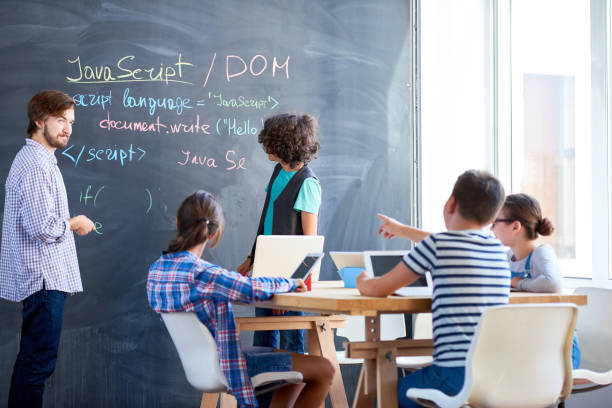 JavaScript / DOM
script language = "JavaScript">
document.write ("Hello
</script>
Java Se
if ( )